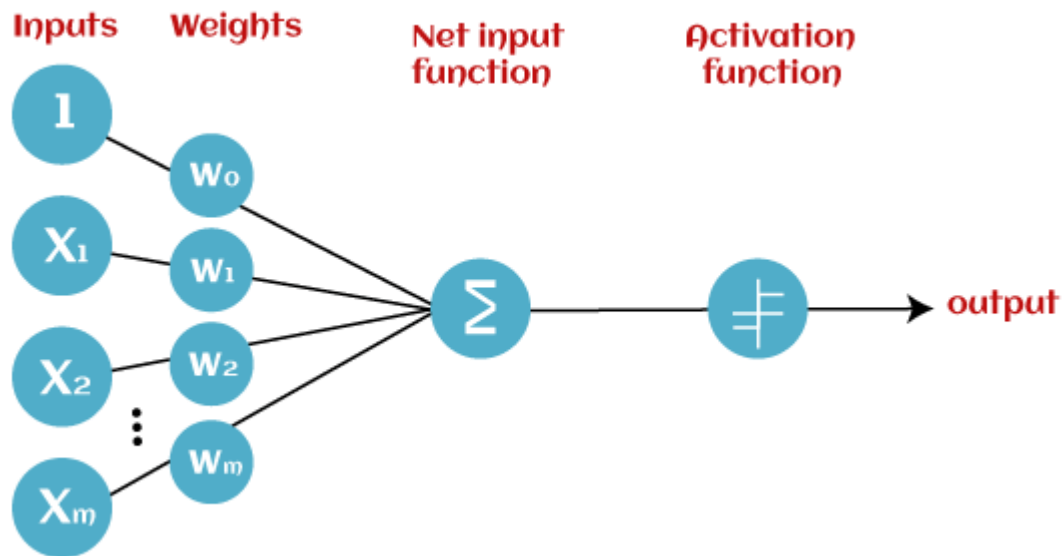 Inputs
Weights
Net input
function
Activation
function
1
w₀
X₁
w₁
X₂
w₂
Xₘ
wₘ
Σ
output